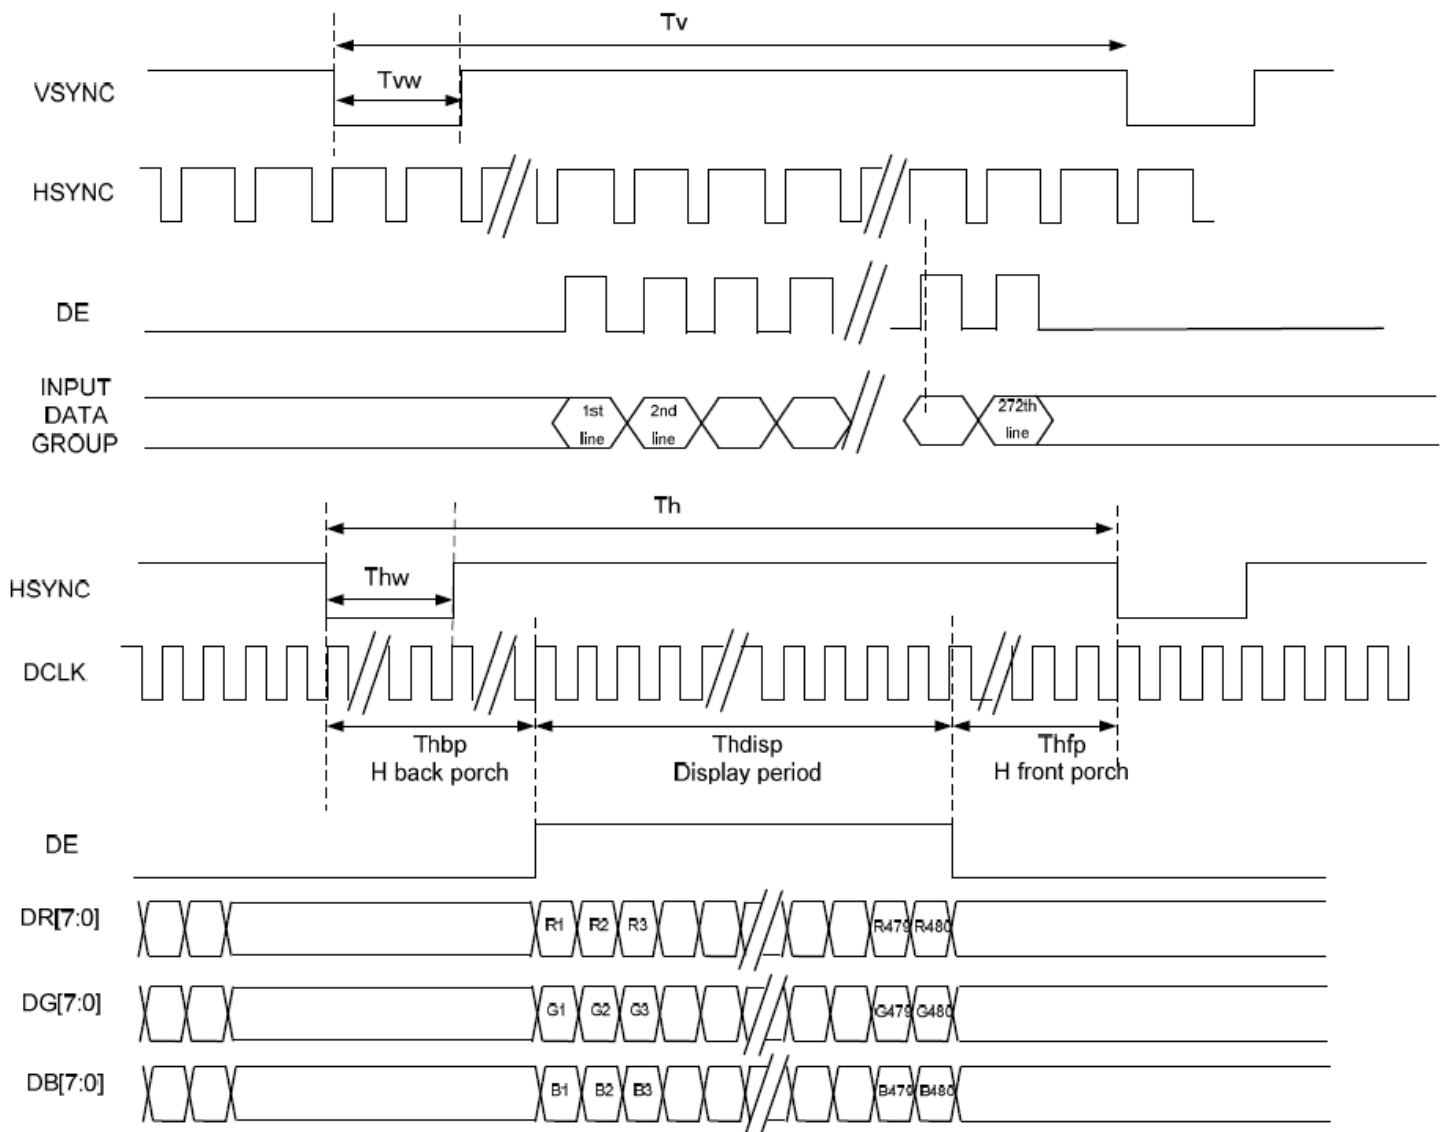 Tv
Tvw
VSYNC
HSYNC
DE
INPUT
DATA
GROUP
1st
line
2nd
line
272th
line
Th
Thw
HSYNC
DCLK
Thbp
H back porch
Thdisp
Display period
Thfp
H front porch
DE
DR[7:0]
R1 R2 R3 R479 R480
DG[7:0]
G1 G2 G3 G479 G480
DB[7:0]
B1 B2 B3 B479 B480